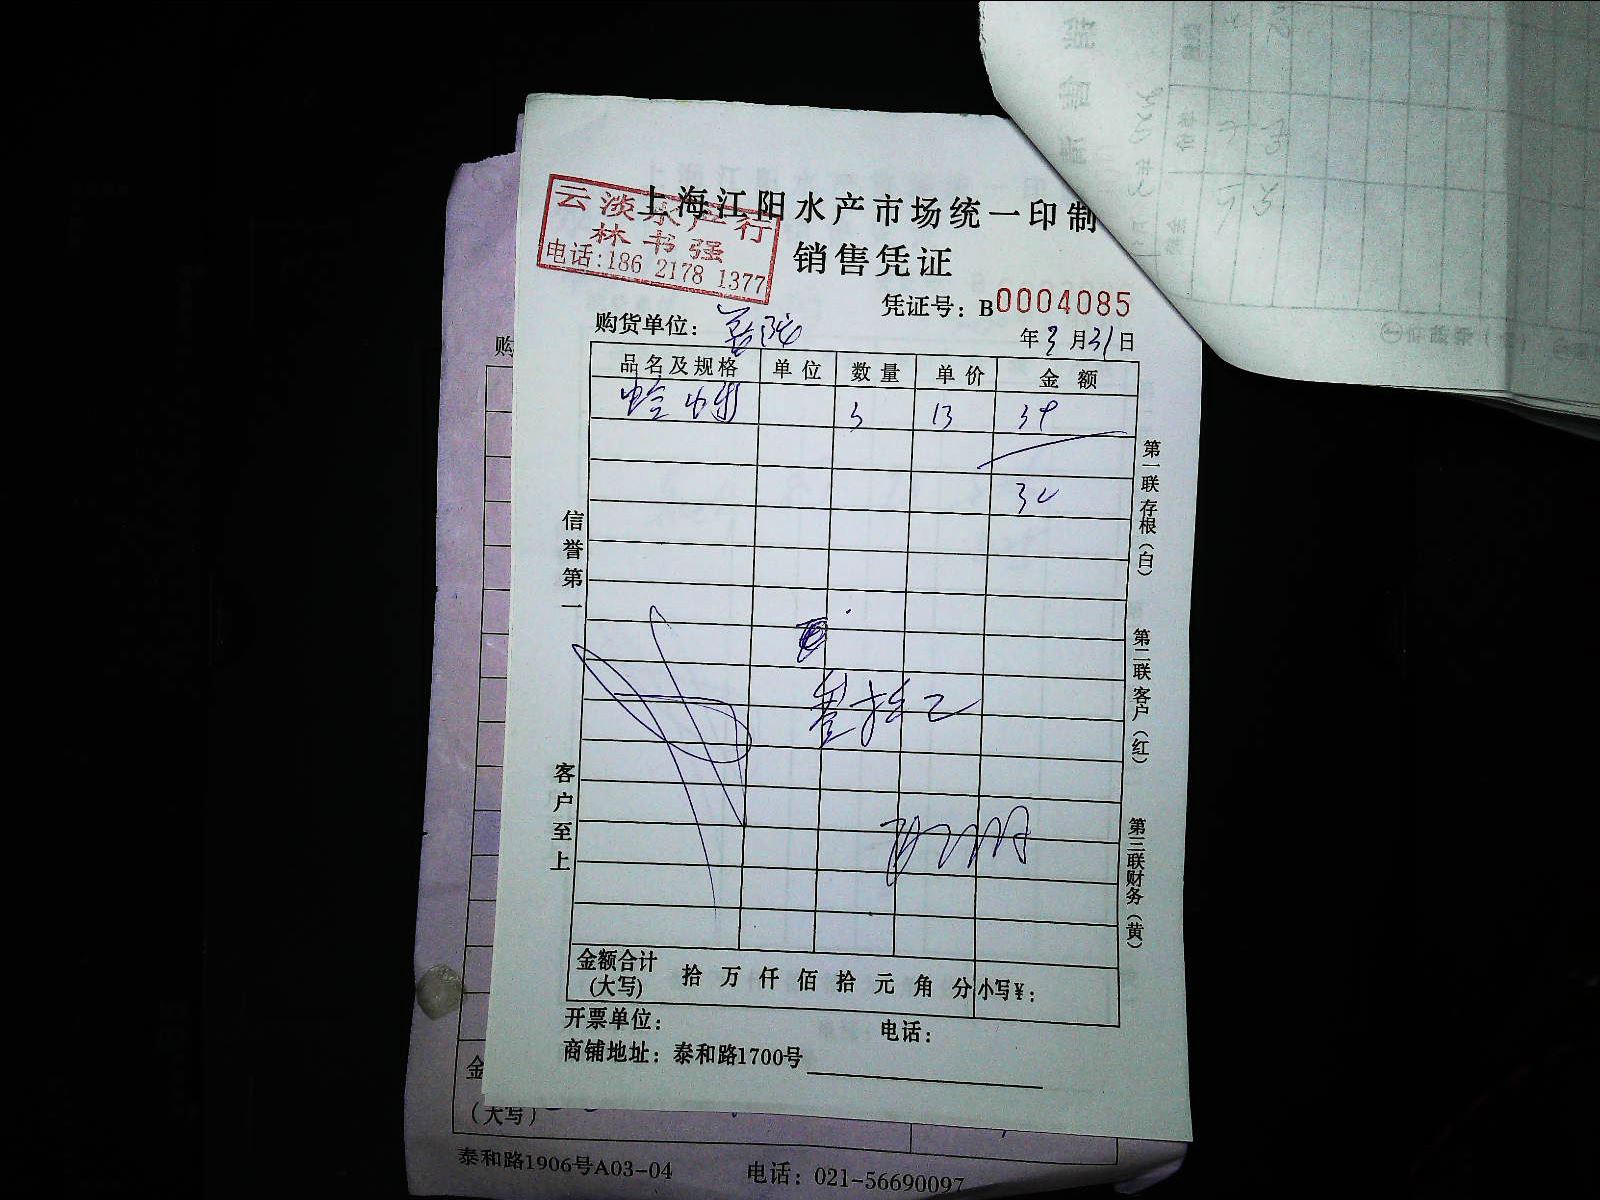 上海江阳水产市场统一印制
销售凭证
云淡水产行
林书强
电话:186 2178 1377
凭证号：B0004085
购货单位：
年3月31日
品名及规格 单位 数量 单价 金额
蛤蜊 3 13 39
信誉第一
客户至上
第一联存根（白）
第二联客户（红）
第三联财务（黄）
金额合计(大写) 拾 万 仟 佰 拾 元 角 分 小写¥：
开票单位： 电话：
商铺地址：泰和路1700号
购
金
（大写）
泰和路1906号A03-04 电话：021-56690097